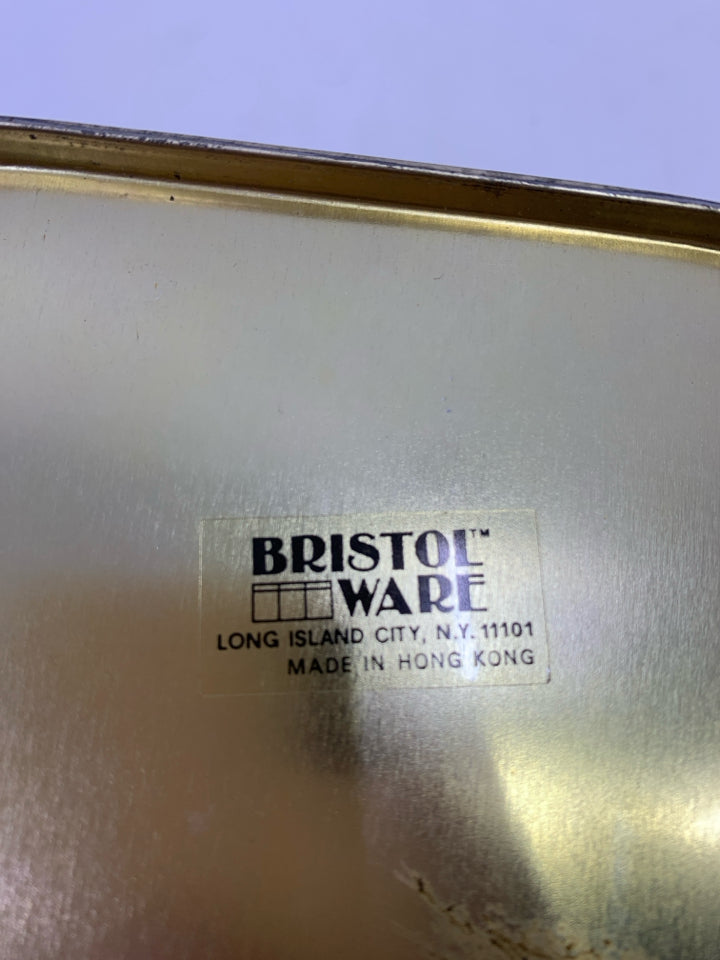 BRISTOL™
WARE
LONG ISLAND CITY, N.Y. 11101
MADE IN HONG KONG